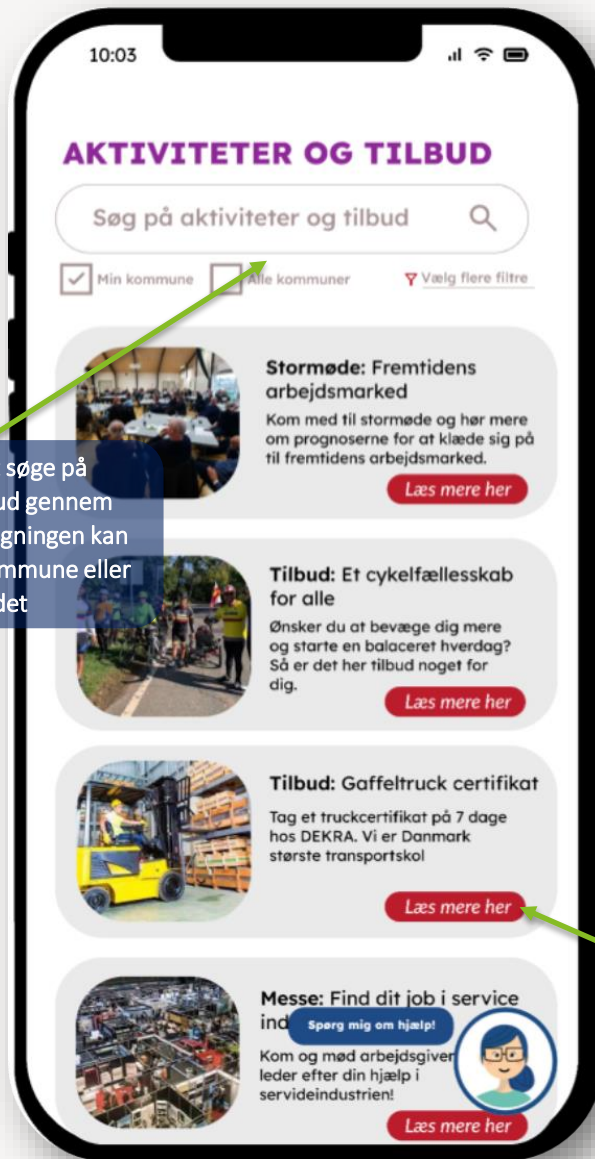 10:03
AKTIVITETER OG TILBUD
Søg på aktiviteter og tilbud
Min kommune
Alle kommuner
Vælg flere filtre
Stormøde: Fremtidens
arbejdsmarked
Kom med til stormøde og hør mere
om prognoserne for at klæde sig på
til fremtidens arbejdsmarked.
Læs mere her
søge på
ud gennem
gningen kan
mmune eller
det
Tilbud: Et cykelfællesskab
for alle
Ønsker du at bevæge dig mere
og starte en balaceret hverdag?
Så er det her tilbud noget for
dig.
Læs mere her
Tilbud: Gaffeltruck certifikat
Tag et truckcertifikat på 7 dage
hos DEKRA. Vi er Danmark
største transportskol
Læs mere her
Messe: Find dit job i service
ind
Spørg mig om hjælp!
Kom og mød arbejdsgiver
leder efter din hjælp i
servideindustrien!
Læs mere her